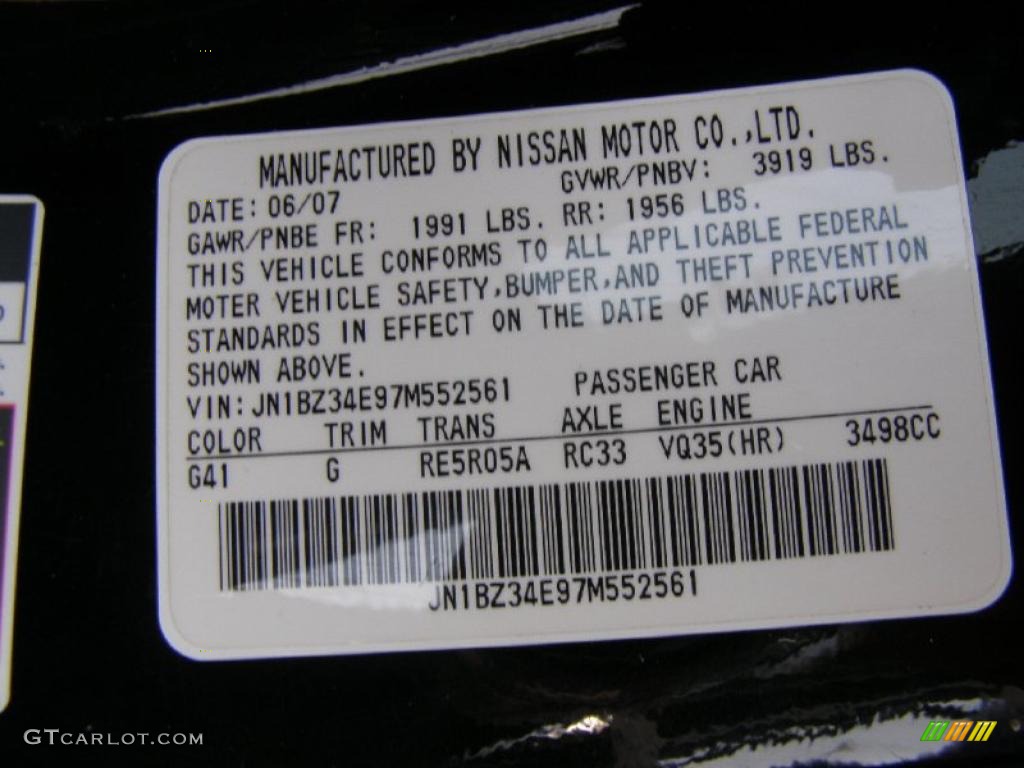 MANUFACTURED BY NISSAN MOTOR CO.,LTD.
DATE: 06/07 GVWR/PNBV: 3919 LBS.
GAWR/PNBE FR: 1991 LBS. RR: 1956 LBS.
THIS VEHICLE CONFORMS TO ALL APPLICABLE FEDERAL
MOTER VEHICLE SAFETY,BUMPER,AND THEFT PREVENTION
STANDARDS IN EFFECT ON THE DATE OF MANUFACTURE
SHOWN ABOVE.
VIN: JN1BZ34E97M552561 PASSENGER CAR
COLOR TRIM TRANS AXLE ENGINE
G41 G RE5R05A RC33 VQ35(HR) 3498CC
JN1BZ34E97M552561
GTCARLOT.COM